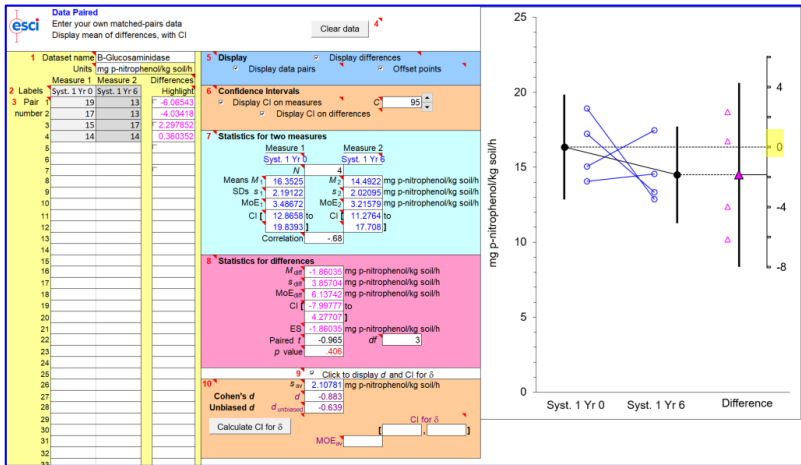 esci
Data Paired
Enter your own matched-pairs data
Display mean of differences, with CI
Clear data
4
1 Dataset name B-Glucosaminidase
Units mg p-nitrophenol/kg soil/h
Measure 1 Measure 2 Differences
2 Labels Syst. 1 Yr 0 Syst. 1 Yr 6 Highlight
3 Pair 1 19 13 -6.06543
number 2 17 13 -4.03418
3 15 17 2.297852
4 14 14 0.360352
5
6
7
8
9
10
11
12
13
14
15
16
17
18
19
20
21
22
23
24
25
26
27
28
29
30
31
32
33
5 Display
Display differences
Display data pairs
Offset points
6 Confidence Intervals
Display CI on measures C 95
Display CI on differences
7 Statistics for two measures
Measure 1 Measure 2
Syst. 1 Yr 0 Syst. 1 Yr 6
N 4
Means M1 16.3525 M2 14.4922 mg p-nitrophenol/kg soil/h
SDs s1 2.19122 s2 2.02095 mg p-nitrophenol/kg soil/h
MoE1 3.48672 MoE2 3.21579 mg p-nitrophenol/kg soil/h
CI [ 12.8658 to CI [ 11.2764 to
19.8393 ] 17.708 ]
Correlation -.68
8 Statistics for differences
Mdiff -1.86035 mg p-nitrophenol/kg soil/h
sdiff 3.85704 mg p-nitrophenol/kg soil/h
MoEdiff 6.13742 mg p-nitrophenol/kg soil/h
CI [ -7.99777 to
4.27707 ]
ES -1.86035 mg p-nitrophenol/kg soil/h
Paired t -0.965 df 3
p value .406
9 Click to display d and CI for δ
10 sav 2.10781 mg p-nitrophenol/kg soil/h
Cohen's d d -0.883
Unbiased d dunbiased -0.639
CI for δ
Calculate CI for δ [ , ]
MOEav
mg p-nitrophenol/kg soil/h
25
20
15
10
5
0
4
0
-4
-8
Syst. 1 Yr 0 Syst. 1 Yr 6 Difference